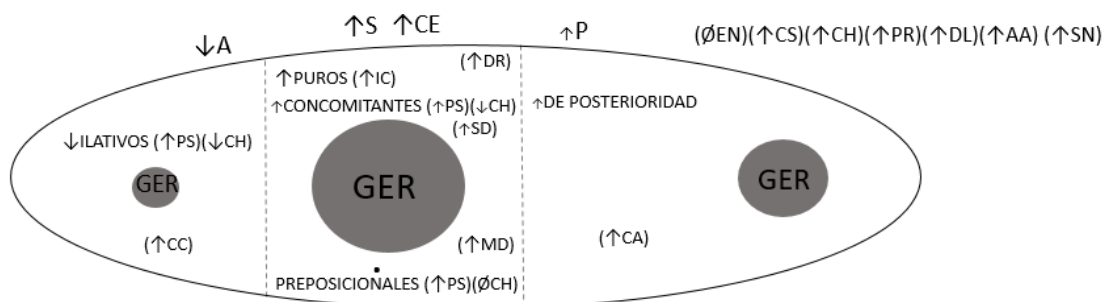 ↓A
↑S ↑CE
↑P
(ØEN)(↑CS)(↑CH)(↑PR)(↑DL)(↑AA) (↑SN)
(↑DR)
↑PUROS (↑IC)
↑CONCOMITANTES (↑PS)(↓CH)
(↑SD)
↑DE POSTERIORIDAD
↓ILATIVOS (↑PS)(↓CH)
GER
GER
GER
(↑CC)
(↑MD)
(↑CA)
PREPOSICIONALES (↑PS)(ØCH)